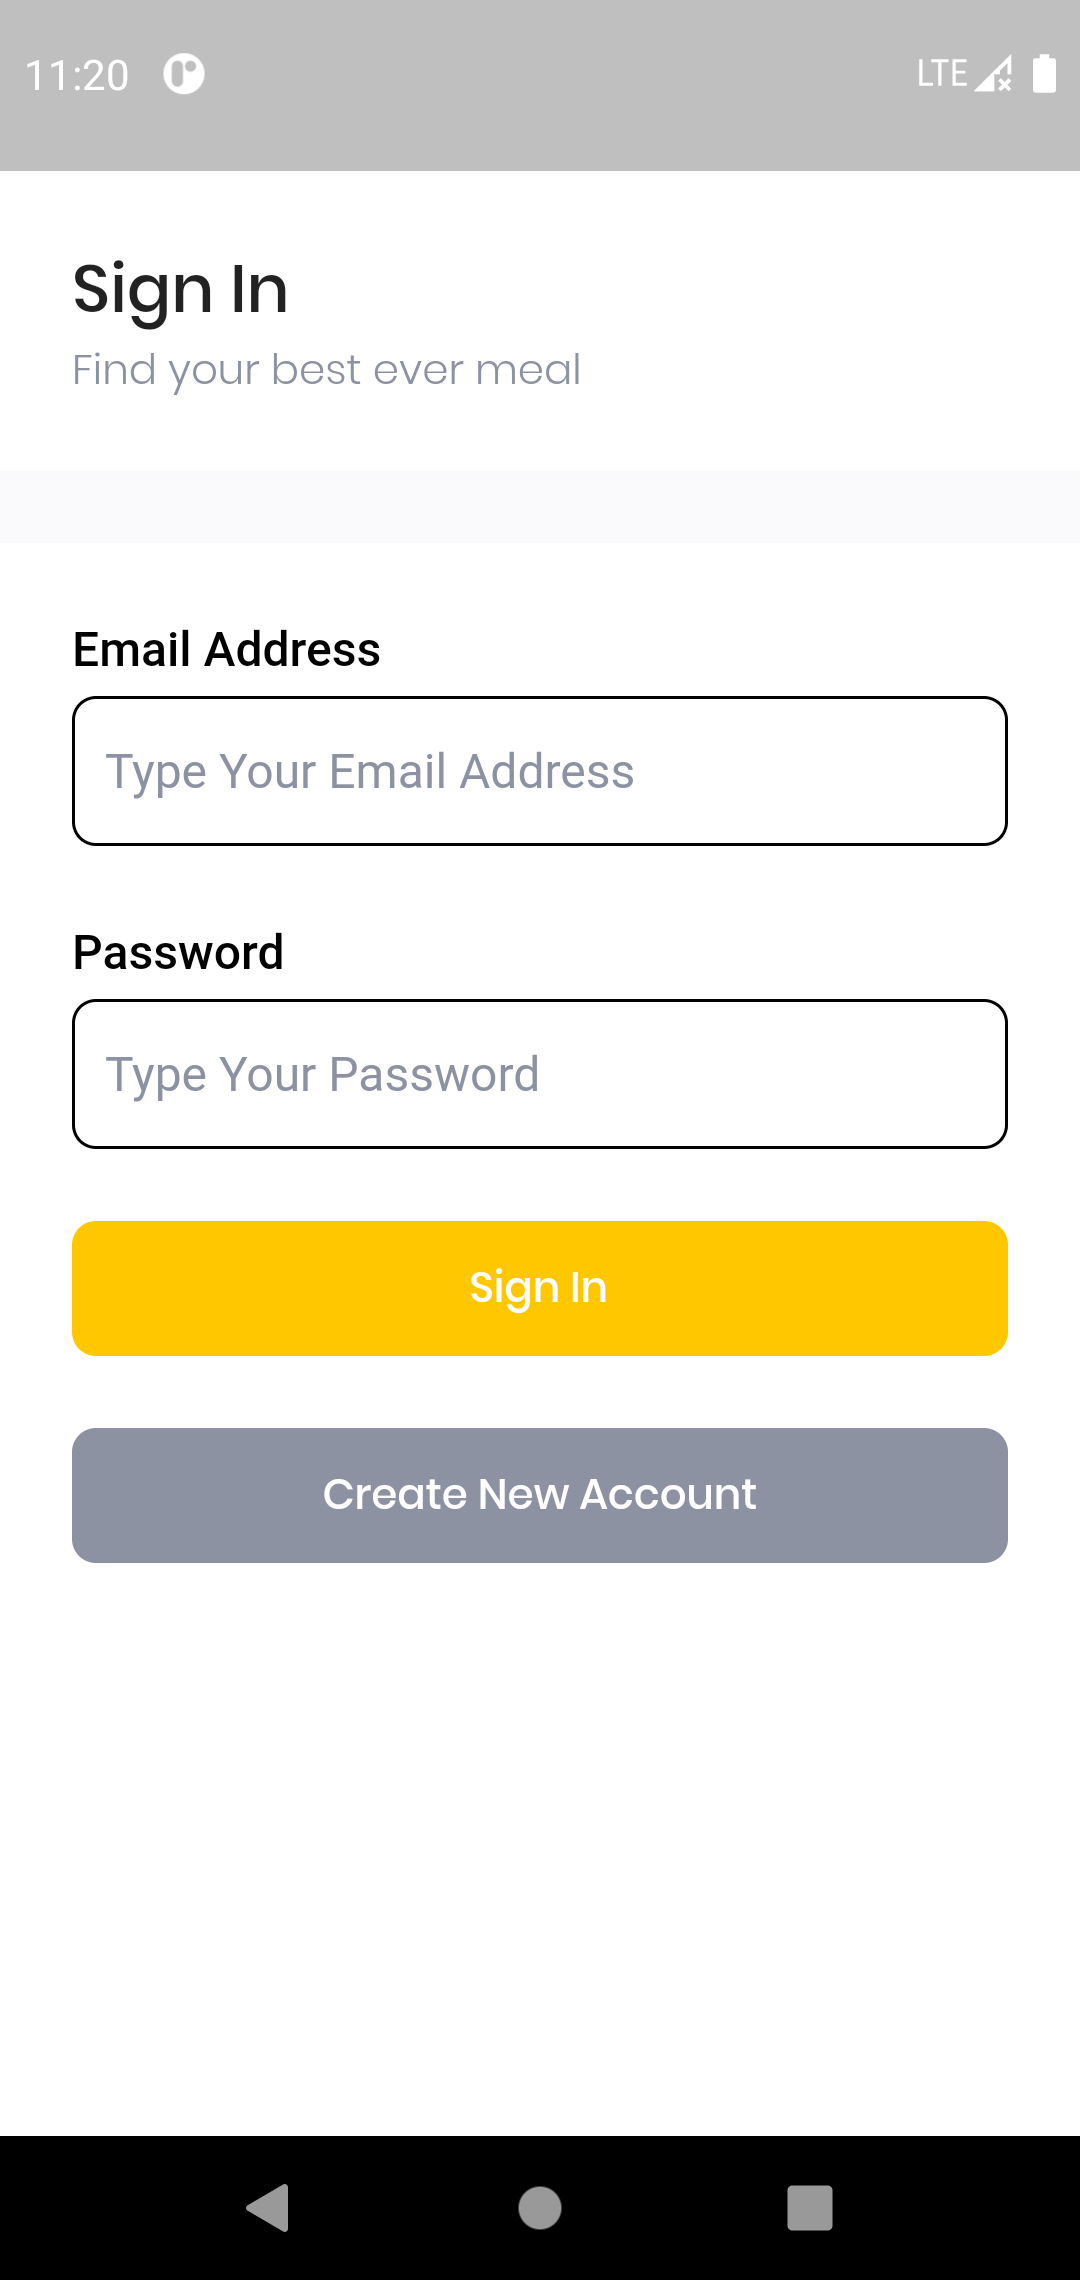 11:20 LTE
Sign In
Find your best ever meal
Email Address
Type Your Email Address
Password
Type Your Password
Sign In
Create New Account